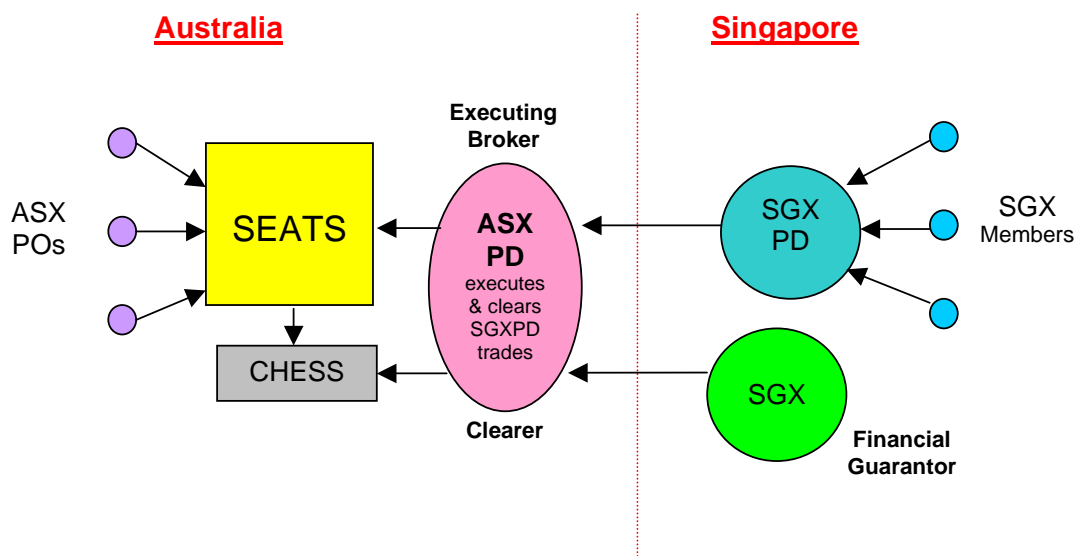 Australia
Singapore
Executing
Broker
ASX
POs
SEATS
ASX
PD
executes
& clears
SGXPD
trades
SGX
PD
SGX
Members
CHESS
Clearer
SGX
Financial
Guarantor